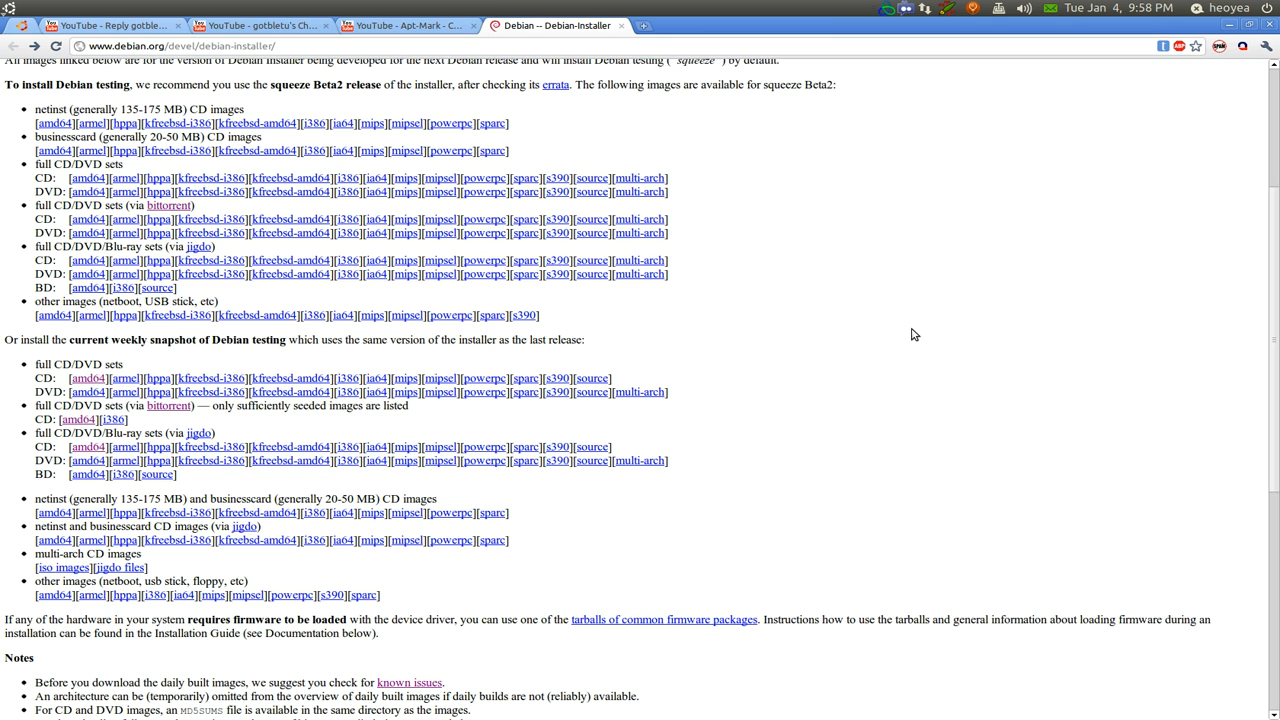 Tue Jan 4, 9:58 PM heoyea
YouTube - Reply gotble... YouTube - gotbletu's Ch... YouTube - Apt-Mark - C... Debian -- Debian-Installer
www.debian.org/devel/debian-installer/
All images linked below are for the version of Debian Installer being developed for the next Debian release and will install Debian testing ("squeeze") by default.
To install Debian testing, we recommend you use the squeeze Beta2 release of the installer, after checking its errata. The following images are available for squeeze Beta2:
netinst (generally 135-175 MB) CD images
[amd64][armel][hppa][kfreebsd-i386][kfreebsd-amd64][i386][ia64][mips][mipsel][powerpc][sparc]
businesscard (generally 20-50 MB) CD images
[amd64][armel][hppa][kfreebsd-i386][kfreebsd-amd64][i386][ia64][mips][mipsel][powerpc][sparc]
full CD/DVD sets
CD: [amd64][armel][hppa][kfreebsd-i386][kfreebsd-amd64][i386][ia64][mips][mipsel][powerpc][sparc][s390][source][multi-arch]
DVD: [amd64][armel][hppa][kfreebsd-i386][kfreebsd-amd64][i386][ia64][mips][mipsel][powerpc][sparc][s390][source][multi-arch]
full CD/DVD sets (via bittorrent)
CD: [amd64][armel][hppa][kfreebsd-i386][kfreebsd-amd64][i386][ia64][mips][mipsel][powerpc][sparc][s390][source][multi-arch]
DVD: [amd64][armel][hppa][kfreebsd-i386][kfreebsd-amd64][i386][ia64][mips][mipsel][powerpc][sparc][s390][source][multi-arch]
full CD/DVD/Blu-ray sets (via jigdo)
CD: [amd64][armel][hppa][kfreebsd-i386][kfreebsd-amd64][i386][ia64][mips][mipsel][powerpc][sparc][s390][source][multi-arch]
DVD: [amd64][armel][hppa][kfreebsd-i386][kfreebsd-amd64][i386][ia64][mips][mipsel][powerpc][sparc][s390][source][multi-arch]
BD: [amd64][i386][source]
other images (netboot, USB stick, etc)
[amd64][armel][hppa][kfreebsd-i386][kfreebsd-amd64][i386][ia64][mips][mipsel][powerpc][sparc][s390]
Or install the current weekly snapshot of Debian testing which uses the same version of the installer as the last release:
full CD/DVD sets
CD: [amd64][armel][hppa][kfreebsd-i386][kfreebsd-amd64][i386][ia64][mips][mipsel][powerpc][sparc][s390][source]
DVD: [amd64][armel][hppa][kfreebsd-i386][kfreebsd-amd64][i386][ia64][mips][mipsel][powerpc][sparc][s390][source][multi-arch]
full CD/DVD sets (via bittorrent) — only sufficiently seeded images are listed
CD: [amd64][i386]
full CD/DVD/Blu-ray sets (via jigdo)
CD: [amd64][armel][hppa][kfreebsd-i386][kfreebsd-amd64][i386][ia64][mips][mipsel][powerpc][sparc][s390][source]
DVD: [amd64][armel][hppa][kfreebsd-i386][kfreebsd-amd64][i386][ia64][mips][mipsel][powerpc][sparc][s390][source][multi-arch]
BD: [amd64][i386][source]
netinst (generally 135-175 MB) and businesscard (generally 20-50 MB) CD images
[amd64][armel][hppa][kfreebsd-i386][kfreebsd-amd64][i386][ia64][mips][mipsel][powerpc][sparc]
netinst and businesscard CD images (via jigdo)
[amd64][armel][hppa][kfreebsd-i386][kfreebsd-amd64][i386][ia64][mips][mipsel][powerpc][sparc]
multi-arch CD images
[iso images][jigdo files]
other images (netboot, usb stick, floppy, etc)
[amd64][armel][hppa][i386][ia64][mips][mipsel][powerpc][s390][sparc]
If any of the hardware in your system requires firmware to be loaded with the device driver, you can use one of the tarballs of common firmware packages. Instructions how to use the tarballs and general information about loading firmware during an
installation can be found in the Installation Guide (see Documentation below).
Notes
Before you download the daily built images, we suggest you check for known issues.
An architecture can be (temporarily) omitted from the overview of daily built images if daily builds are not (reliably) available.
For CD and DVD images, an MD5SUMS file is available in the same directory as the images.